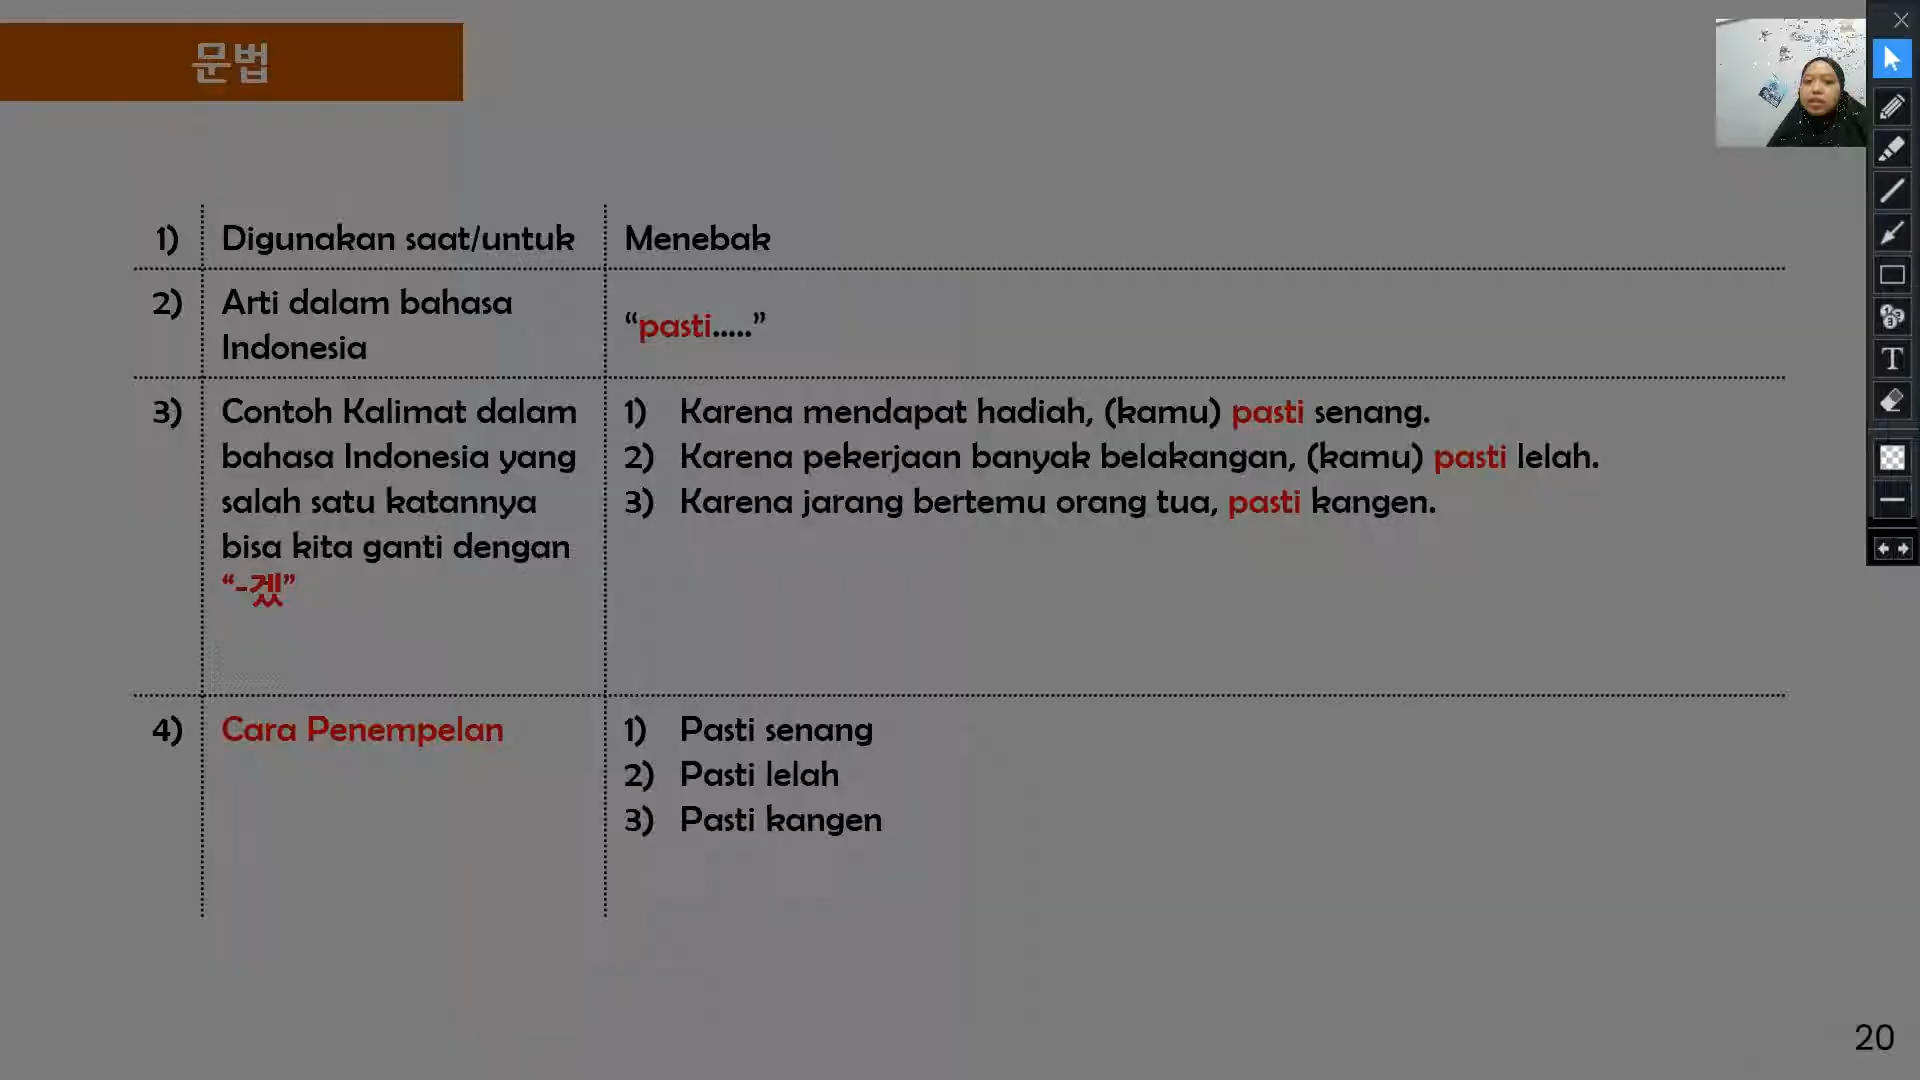 문법
1) Digunakan saat/untuk Menebak
2) Arti dalam bahasa
Indonesia
“pasti.....”
3) Contoh Kalimat dalam
bahasa Indonesia yang
salah satu katannya
bisa kita ganti dengan
“-겠”
1) Karena mendapat hadiah, (kamu) pasti senang.
2) Karena pekerjaan banyak belakangan, (kamu) pasti lelah.
3) Karena jarang bertemu orang tua, pasti kangen.
4) Cara Penempelan
1) Pasti senang
2) Pasti lelah
3) Pasti kangen
20